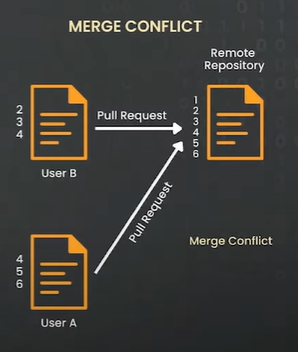 MERGE CONFLICT
Remote
Repository
2
3
4
Pull Request
1
2
3
4
5
6
User B
Pull Request
Merge Conflict
4
5
6
User A